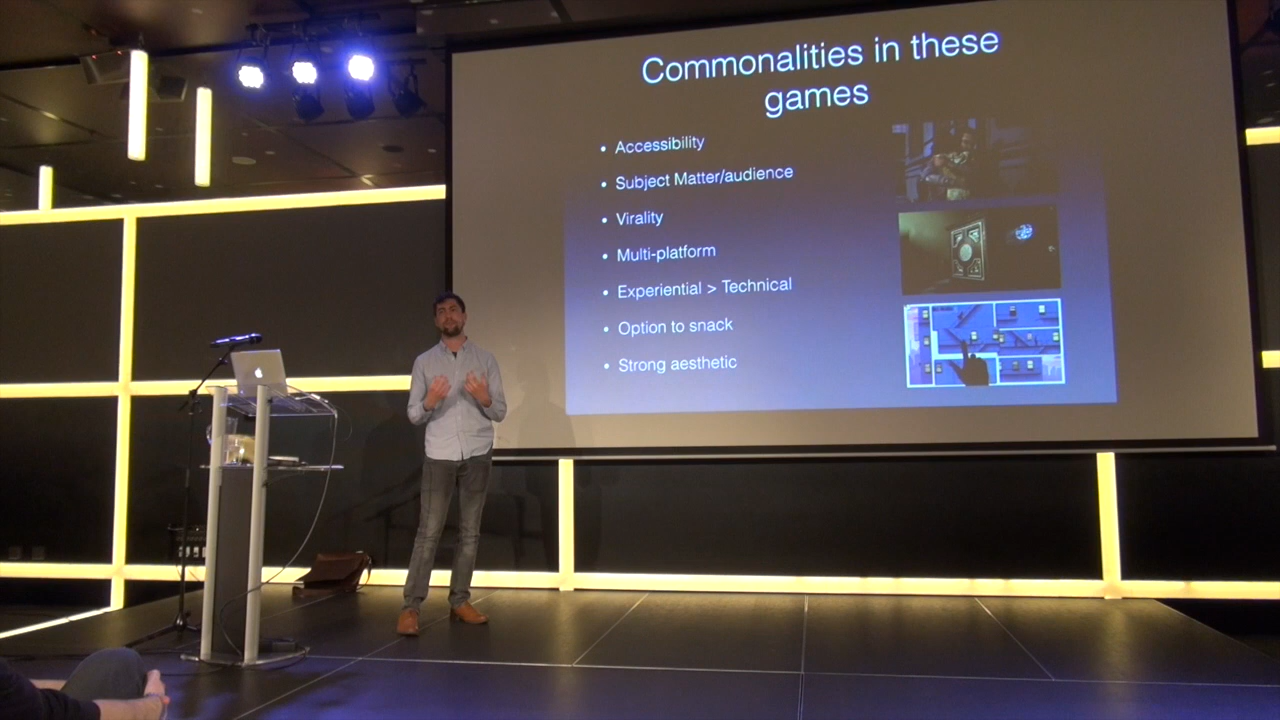 Commonalities in these
games
• Accessibility
• Subject Matter/audience
• Virality
• Multi-platform
• Experiential > Technical
• Option to snack
• Strong aesthetic